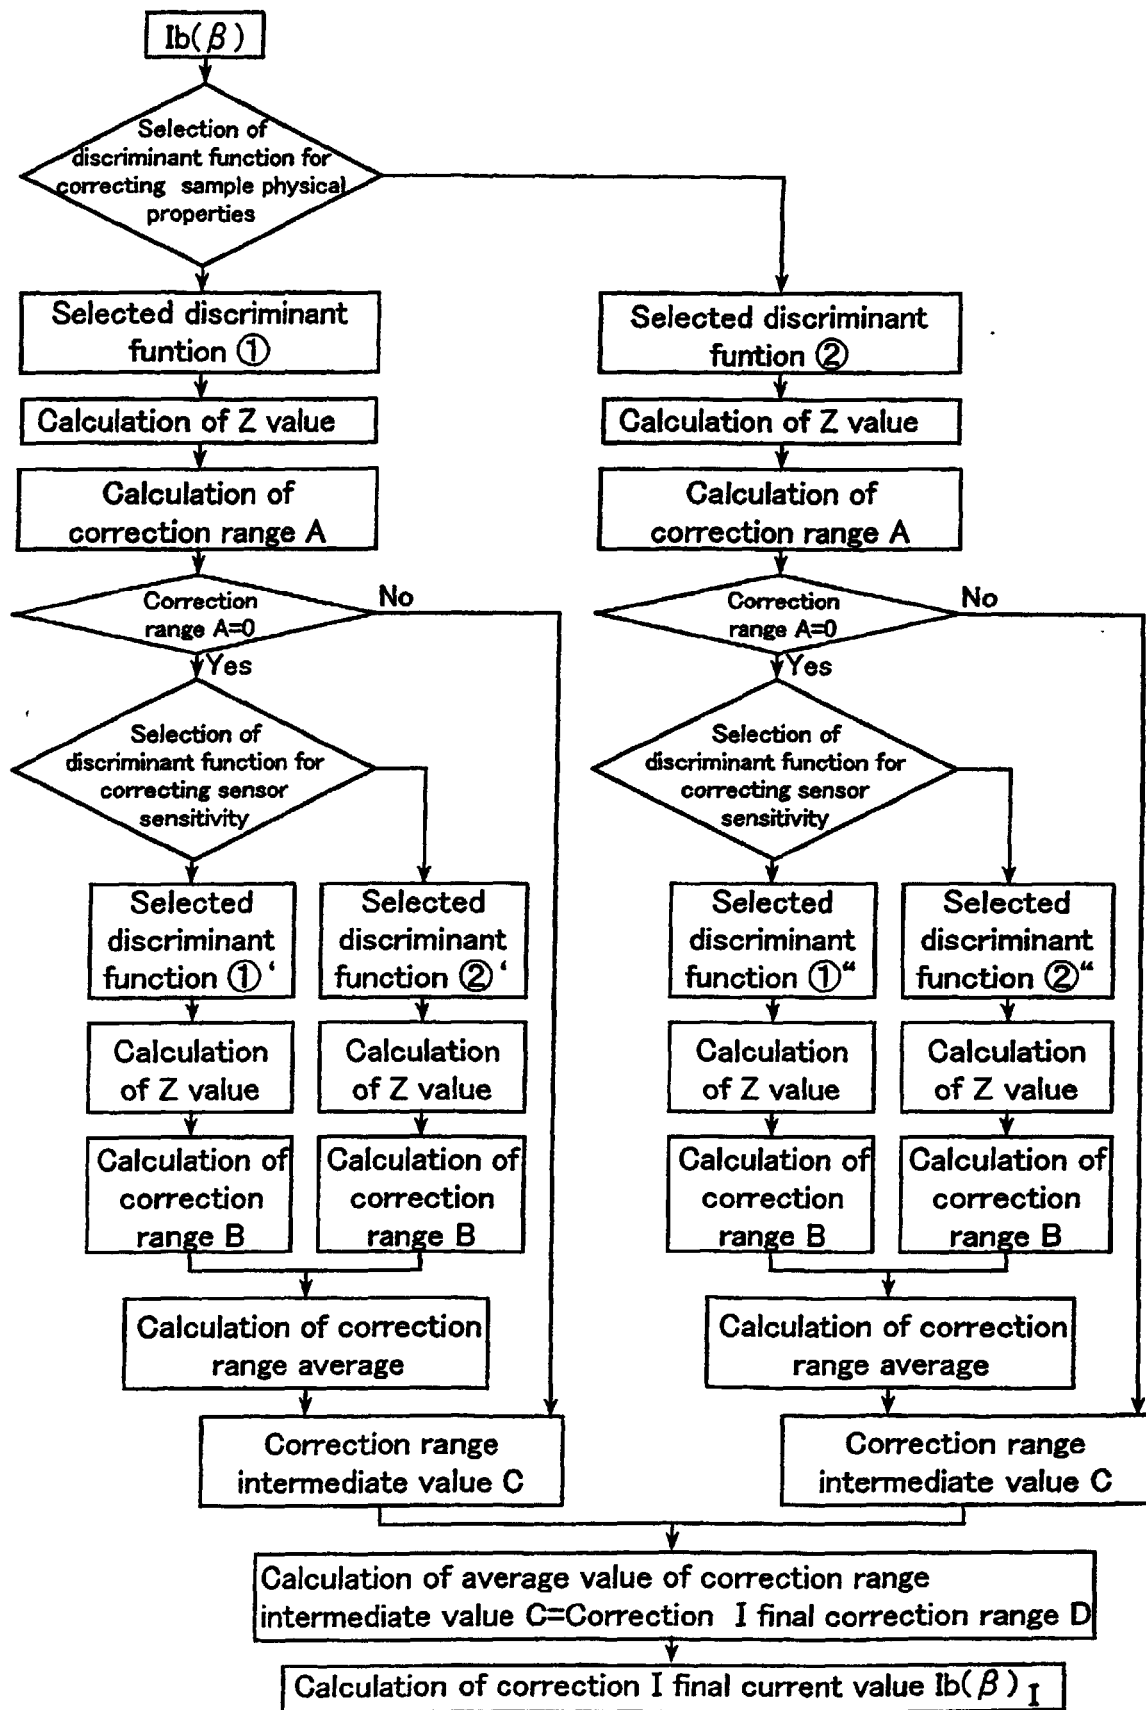 Ib(β)
Selection of
discriminant function for
correcting sample physical
properties
Selected discriminant
funtion ①
Calculation of Z value
Calculation of
correction range A
Correction
range A=0
No
Yes
Selection of
discriminant function for
correcting sensor
sensitivity
Selected
discriminant
function ①‘
Calculation
of Z value
Calculation of
correction
range B
Selected
discriminant
function ②‘
Calculation
of Z value
Calculation of
correction
range B
Calculation of correction
range average
Correction range
intermediate value C
Selected discriminant
funtion ②
Calculation of Z value
Calculation of
correction range A
Correction
range A=0
No
Yes
Selection of
discriminant function for
correcting sensor
sensitivity
Selected
discriminant
function ①“
Calculation
of Z value
Calculation of
correction
range B
Selected
discriminant
function ②“
Calculation
of Z value
Calculation of
correction
range B
Calculation of correction
range average
Correction range
intermediate value C
Calculation of average value of correction range
intermediate value C=Correction I final correction range D
Calculation of correction I final current value Ib(β)I